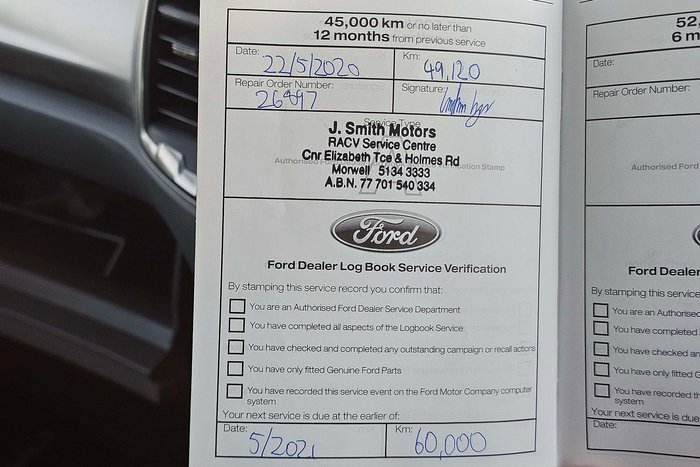 45,000 km or no later than
12 months from previous service
Date: 22/5/2020 Km: 49,120
Repair Order Number: 26497 Signature:
Service Type
J. Smith Motors
RACV Service Centre
Cnr Elizabeth Tce & Holmes Rd
Morwell 5134 3333
A.B.N. 77 701 540 334
Authorised Stamp
Ford
Ford Dealer Log Book Service Verification
By stamping this service record you confirm that:
You are an Authorised Ford Dealer Service Department
You have completed all aspects of the Logbook Service
You have checked and completed any outstanding campaign or recall actions
You have only fitted Genuine Ford Parts
You have recorded this service event on the Ford Motor Company computer
system
Your next service is due at the earlier of:
Date: 5/2021 Km: 60,000
52,
6 m
Date:
Repair Order Number:
Authorised For
Ford Deale
By stamping this service
You are an Authorised
You have completed
You have checked an
You have only fitted G
You have recorded th
system
Your next service is due
Date: